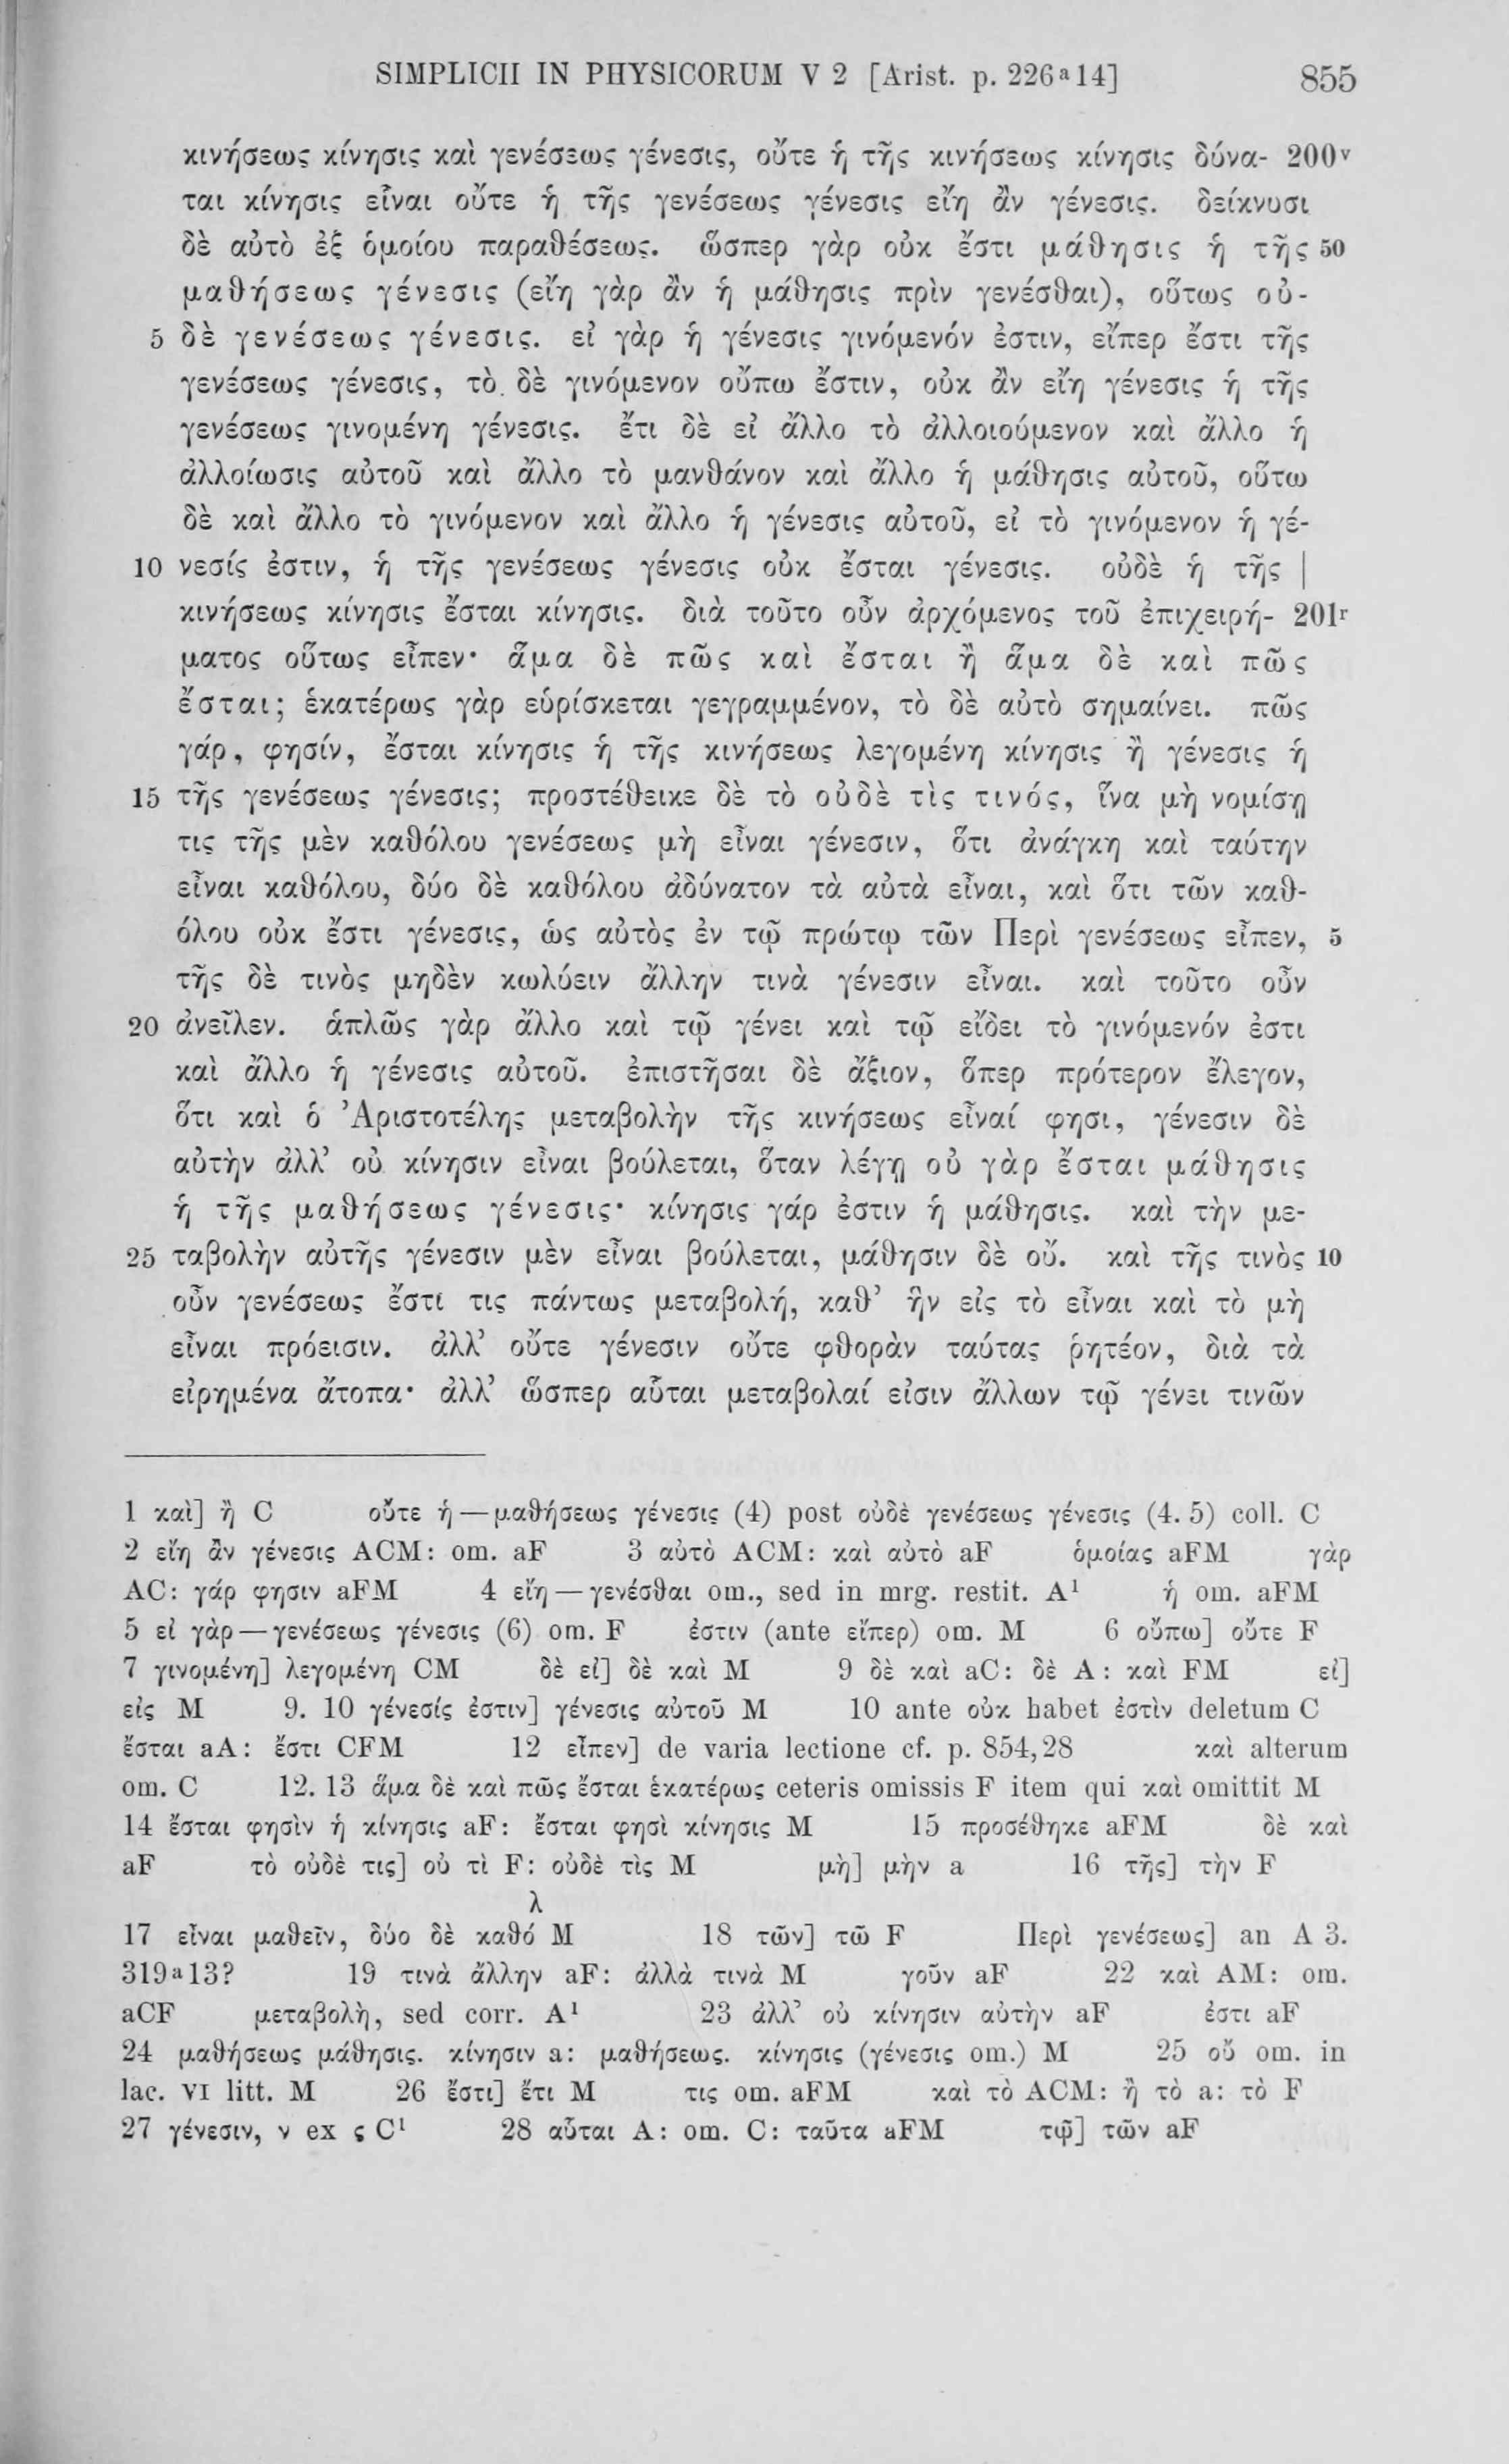 SIMPLICII IN PHYSICORUM V 2 [Arist. p. 226ᵃ14] 855
κινήσεως κίνησις καὶ γενέσεως γένεσις, οὔτε ἡ τῆς κινήσεως κίνησις δύνα- 200ᵛ
ται κίνησις εἶναι οὔτε ἡ τῆς γενέσεως γένεσις εἴη ἂν γένεσις. δείκνυσι
δὲ αὐτὸ ἐξ ὁμοίου παραθέσεως. ὥσπερ γὰρ οὐκ ἔστι μάθησις ἡ τῆς 50
μαθήσεως γένεσις (εἴη γὰρ ἂν ἡ μάθησις πρὶν γενέσθαι), οὕτως οὐ-
5 δὲ γενέσεως γένεσις. εἰ γὰρ ἡ γένεσις γινόμενόν ἐστιν, εἴπερ ἔστι τῆς
γενέσεως γένεσις, τὸ δὲ γινόμενον οὔπω ἔστιν, οὐκ ἂν εἴη γένεσις ἡ τῆς
γενέσεως γινομένη γένεσις. ἔτι δὲ εἰ ἄλλο τὸ ἀλλοιούμενον καὶ ἄλλο ἡ
ἀλλοίωσις αὐτοῦ καὶ ἄλλο τὸ μανθάνον καὶ ἄλλο ἡ μάθησις αὐτοῦ, οὕτω
δὲ καὶ ἄλλο τὸ γινόμενον καὶ ἄλλο ἡ γένεσις αὐτοῦ, εἰ τὸ γινόμενον ἡ γέ-
10 νεσίς ἐστιν, ἡ τῆς γενέσεως γένεσις οὐκ ἔσται γένεσις. οὐδὲ ἡ τῆς |
κινήσεως κίνησις ἔσται κίνησις. διὰ τοῦτο οὖν ἀρχόμενος τοῦ ἐπιχειρή- 201ʳ
ματος οὕτως εἶπεν· ἅμα δὲ πῶς καὶ ἔσται ἢ ἅμα δὲ καὶ πῶς
ἔσται; ἑκατέρως γὰρ εὑρίσκεται γεγραμμένον, τὸ δὲ αὐτὸ σημαίνει. πῶς
γάρ, φησίν, ἔσται κίνησις ἡ τῆς κινήσεως λεγομένη κίνησις ἢ γένεσις ἡ
15 τῆς γενέσεως γένεσις; προστέθεικε δὲ τὸ οὐδὲ τὶς τινός, ἵνα μὴ νομίσῃ
τις τῆς μὲν καθόλου γενέσεως μὴ εἶναι γένεσιν, ὅτι ἀνάγκη καὶ ταύτην
εἶναι καθόλου, δύο δὲ καθόλου ἀδύνατον τὰ αὐτὰ εἶναι, καὶ ὅτι τῶν καθ-
όλου οὐκ ἔστι γένεσις, ὡς αὐτὸς ἐν τῷ πρώτῳ τῶν Περὶ γενέσεως εἶπεν, 5
τῆς δὲ τινὸς μηδὲν κωλύειν ἄλλην τινὰ γένεσιν εἶναι. καὶ τοῦτο οὖν
20 ἀνεῖλεν. ἁπλῶς γὰρ ἄλλο καὶ τῷ γένει καὶ τῷ εἴδει τὸ γινόμενόν ἐστι
καὶ ἄλλο ἡ γένεσις αὐτοῦ. ἐπιστῆσαι δὲ ἄξιον, ὅπερ πρότερον ἔλεγον,
ὅτι καὶ ὁ Ἀριστοτέλης μεταβολὴν τῆς κινήσεως εἶναί φησι, γένεσιν δὲ
αὐτὴν ἀλλ’ οὐ κίνησιν εἶναι βούλεται, ὅταν λέγῃ οὐ γὰρ ἔσται μάθησις
ἡ τῆς μαθήσεως γένεσις· κίνησις γάρ ἐστιν ἡ μάθησις. καὶ τὴν με-
25 ταβολὴν αὐτῆς γένεσιν μὲν εἶναι βούλεται, μάθησιν δὲ οὔ. καὶ τῆς τινὸς 10
οὖν γενέσεως ἔστι τις πάντως μεταβολή, καθ’ ἣν εἰς τὸ εἶναι καὶ τὸ μὴ
εἶναι πρόεισιν. ἀλλ’ οὔτε γένεσιν οὔτε φθορὰν ταύτας ῥητέον, διὰ τὰ
εἰρημένα ἄτοπα· ἀλλ’ ὥσπερ αὗται μεταβολαί εἰσιν ἄλλων τῷ γένει τινῶν
1 καὶ] ἢ C οὔτε ἡ — μαθήσεως γένεσις (4) post οὐδὲ γενέσεως γένεσις (4. 5) coll. C
2 εἴη ἂν γένεσις ACM: om. aF 3 αὐτὸ ACM: καὶ αὐτὸ aF ὁμοίας aFM γὰρ
AC: γάρ φησιν aFM 4 εἴη — γενέσθαι om., sed in mrg. restit. A¹ ἡ om. aFM
5 εἰ γὰρ — γενέσεως γένεσις (6) om. F ἐστιν (ante εἴπερ) om. M 6 οὔπω] οὔτε F
7 γινομένη] λεγομένη CM δὲ εἰ] δὲ καὶ M 9 δὲ καὶ aC: δὲ A: καὶ FM εἰ]
εἰς M 9. 10 γένεσίς ἐστιν] γένεσις αὐτοῦ M 10 ante οὐκ habet ἐστὶν deletum C
ἔσται aA: ἔστι CFM 12 εἶπεν] de varia lectione cf. p. 854,28 καὶ alterum
om. C 12. 13 ἅμα δὲ καὶ πῶς ἔσται ἑκατέρως ceteris omissis F item qui καὶ omittit M
14 ἔσται φησὶν ἡ κίνησις aF: ἔσται φησὶ κίνησις M 15 προσέθηκε aFM δὲ καὶ
aF τὸ οὐδὲ τις] οὐ τὶ F: οὐδὲ τὶς M μὴ] μὴν a 16 τῆς] τὴν F
λ
17 εἶναι μαθεῖν, δύο δὲ καθό M 18 τῶν] τῶ F Περὶ γενέσεως] an A 3.
319ᵃ13? 19 τινὰ ἄλλην aF: ἀλλὰ τινὰ M γοῦν aF 22 καὶ AM: om.
aCF μεταβολὴ, sed corr. A¹ 23 ἀλλ’ οὐ κίνησιν αὐτὴν aF ἐστι aF
24 μαθήσεως μάθησις. κίνησιν a: μαθήσεως. κίνησις (γένεσις om.) M 25 οὔ om. in
lac. VI litt. M 26 ἔστι] ἔτι M τις om. aFM καὶ τὸ ACM: ἢ τὸ a: τὸ F
27 γένεσιν, ν ex ς C¹ 28 αὗται A: om. C: ταῦτα aFM τῷ] τῶν aF